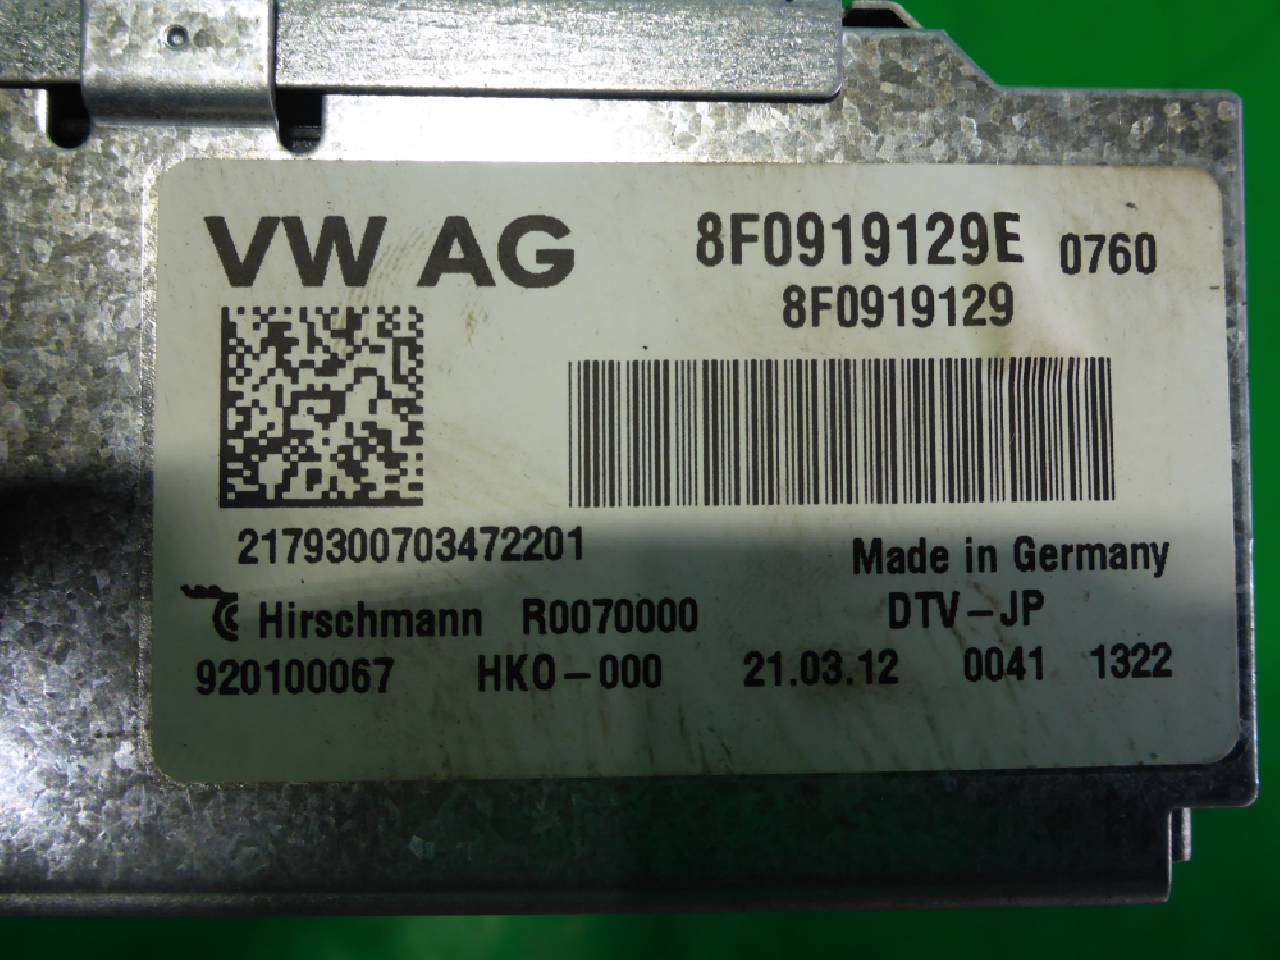 VW AG 8F0919129E 0760
8F0919129
2179300703472201
Made in Germany
Hirschmann R0070000 DTV-JP
920100067 HK0-000 21.03.12 0041 1322